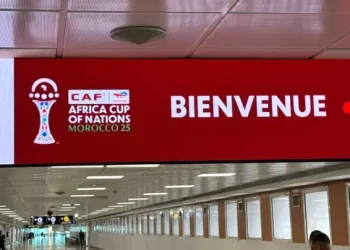 CAF
AFRICA CUP
OF NATIONS
MOROCCO 25
BIENVENUE